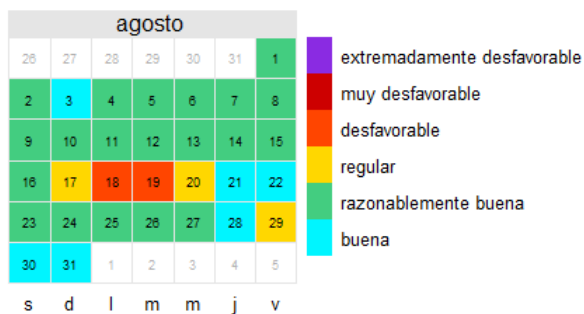 agosto
26 27 28 29 30 31 1
2 3 4 5 6 7 8
9 10 11 12 13 14 15
16 17 18 19 20 21 22
23 24 25 26 27 28 29
30 31 1 2 3 4 5
s d l m m j v
extremadamente desfavorable
muy desfavorable
desfavorable
regular
razonablemente buena
buena